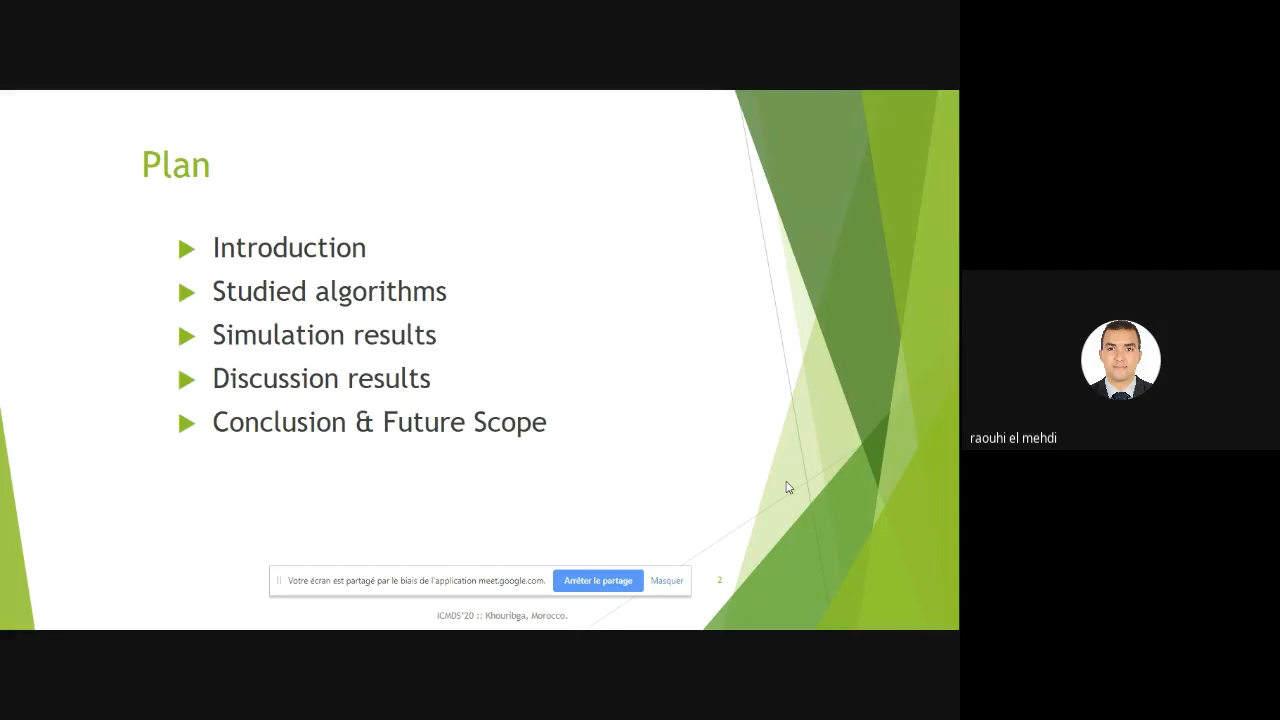 Plan
Introduction
Studied algorithms
Simulation results
Discussion results
Conclusion & Future Scope
Votre écran est partagé par le biais de l'application meet.google.com.
Arrêter le partage
Masquer
2
ICMDS'20 :: Khouribga, Morocco.
raouhi el mehdi